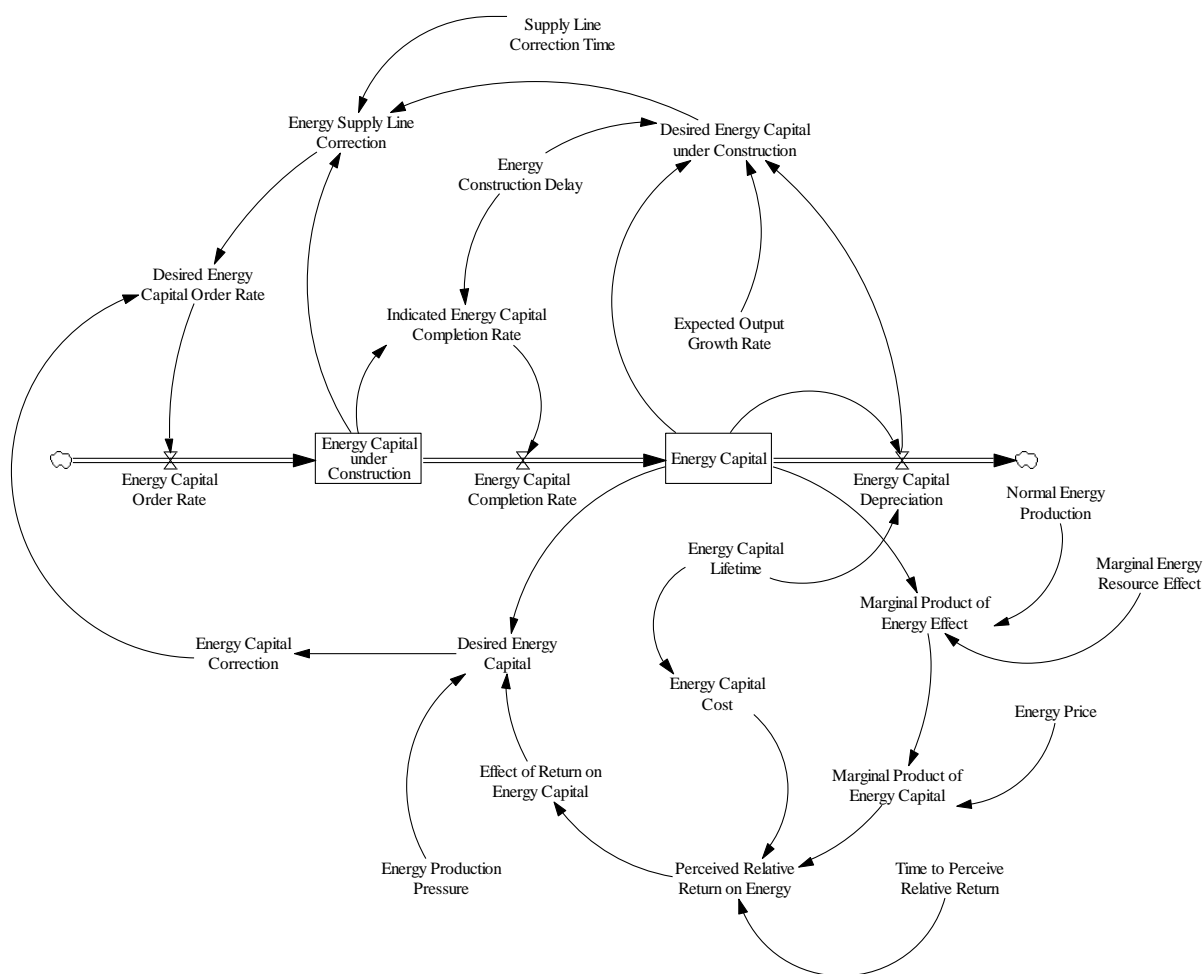 Supply Line
Correction Time
Energy Supply Line
Correction
Desired Energy Capital
under Construction
Energy
Construction Delay
Desired Energy
Capital Order Rate
Indicated Energy Capital
Completion Rate
Expected Output
Growth Rate
Energy Capital
under
Construction
Energy Capital
Energy Capital
Order Rate
Energy Capital
Completion Rate
Energy Capital
Depreciation
Normal Energy
Production
Energy Capital
Lifetime
Marginal Energy
Resource Effect
Marginal Product of
Energy Effect
Energy Capital
Correction
Desired Energy
Capital
Energy Capital
Cost
Energy Price
Effect of Return on
Energy Capital
Marginal Product of
Energy Capital
Energy Production
Pressure
Perceived Relative
Return on Energy
Time to Perceive
Relative Return